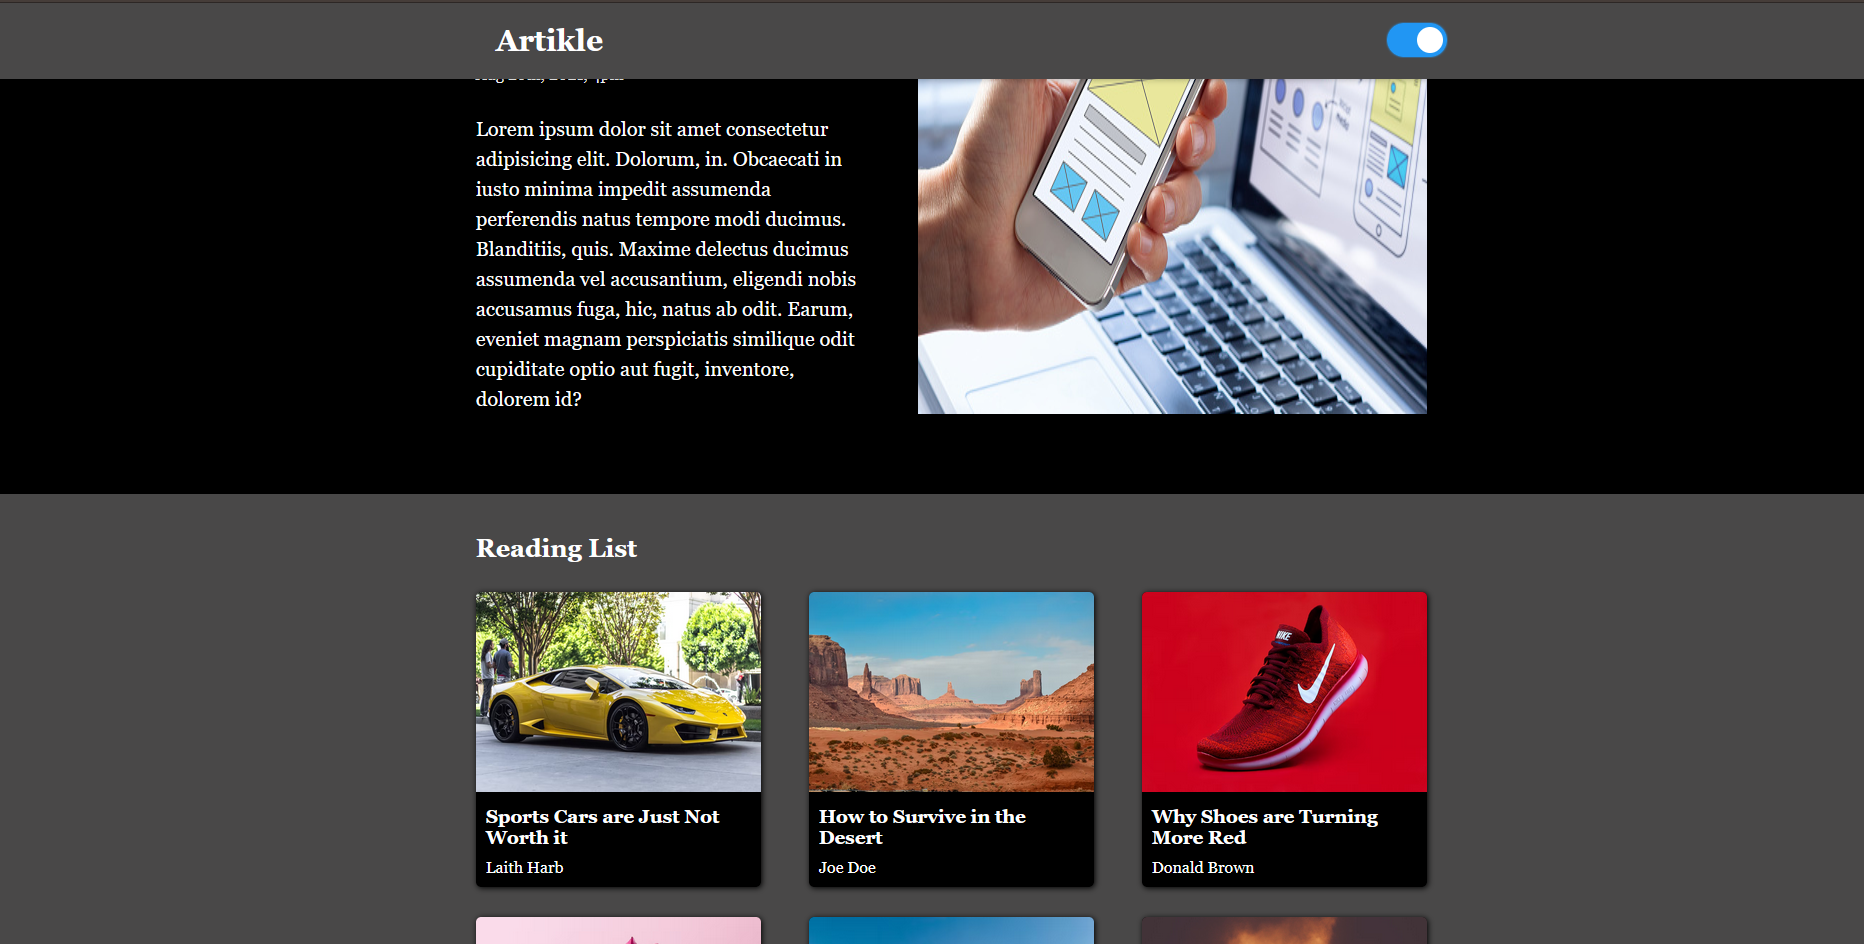 Artikle
Lorem ipsum dolor sit amet consectetur
adipisicing elit. Dolorum, in. Obcaecati in
iusto minima impedit assumenda
perferendis natus tempore modi ducimus.
Blanditiis, quis. Maxime delectus ducimus
assumenda vel accusantium, eligendi nobis
accusamus fuga, hic, natus ab odit. Earum,
eveniet magnam perspiciatis similique odit
cupiditate optio aut fugit, inventore,
dolorem id?
Reading List
NIKE
Sports Cars are Just Not
Worth it
Laith Harb
How to Survive in the
Desert
Joe Doe
Why Shoes are Turning
More Red
Donald Brown